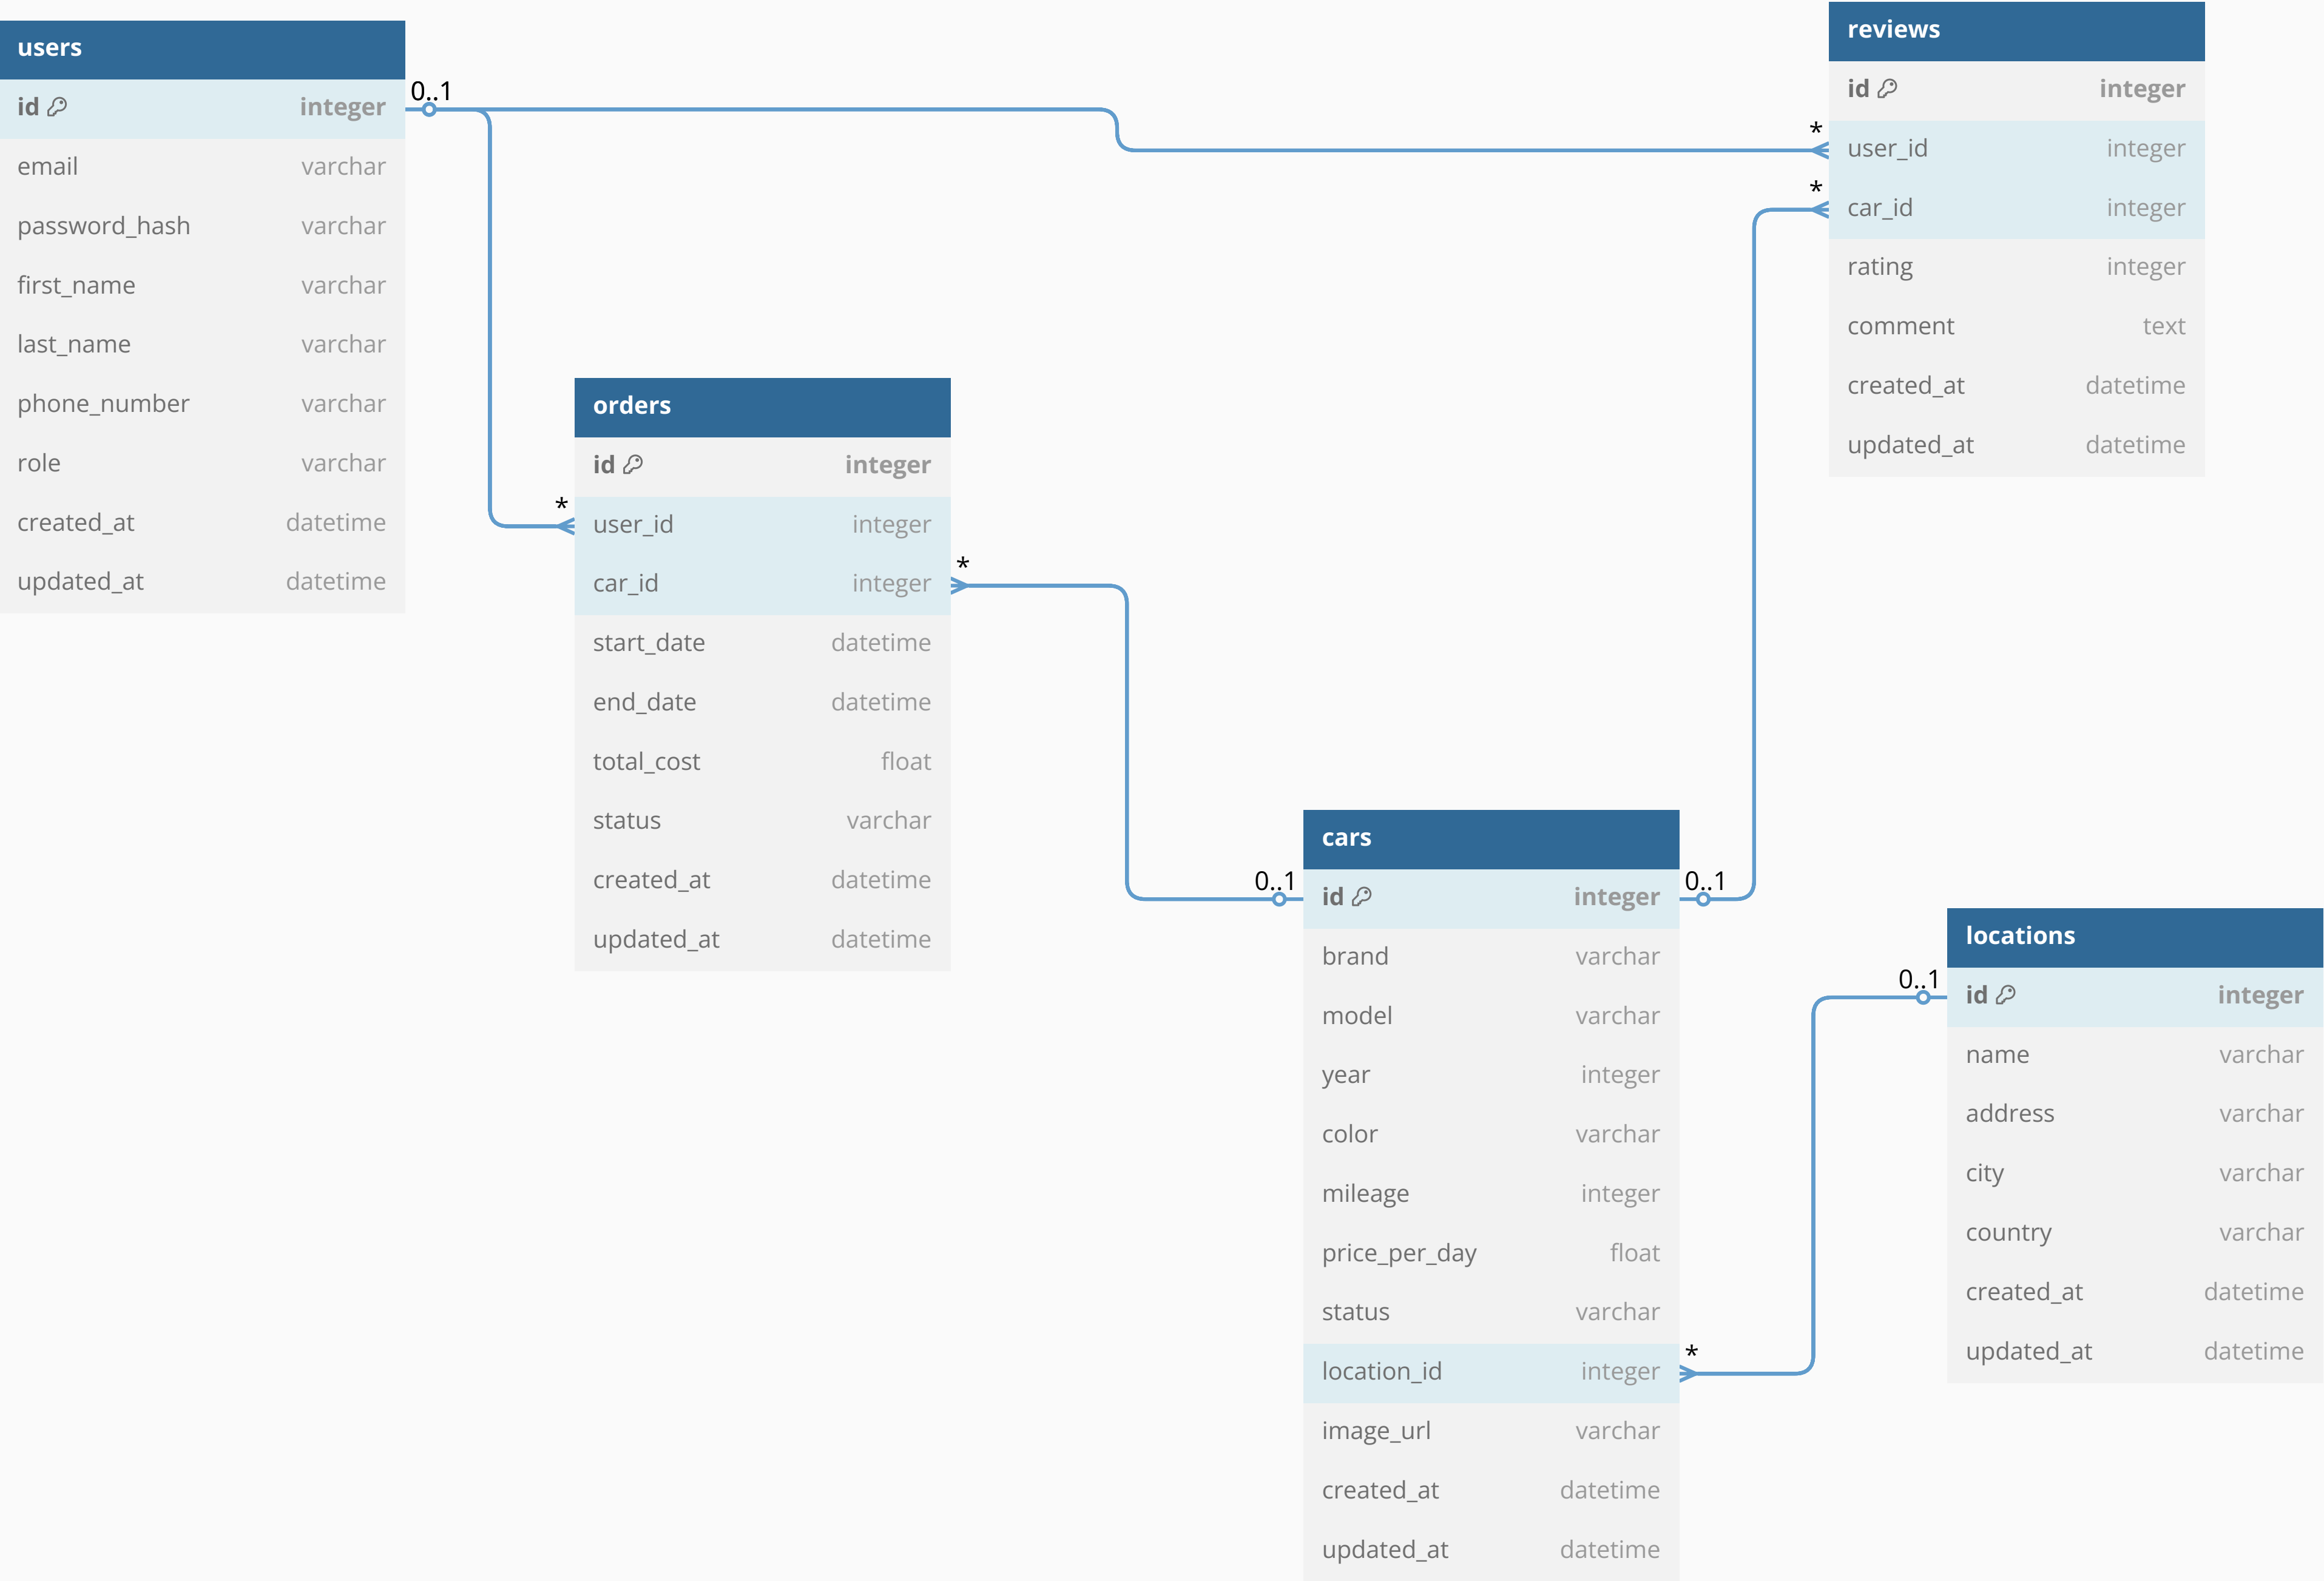 users
id integer
email varchar
password_hash varchar
first_name varchar
last_name varchar
phone_number varchar
role varchar
created_at datetime
updated_at datetime
0..1
*
*
*
orders
id integer
user_id integer
car_id integer
start_date datetime
end_date datetime
total_cost float
status varchar
created_at datetime
updated_at datetime
*
0..1
0..1
cars
id integer
brand varchar
model varchar
year integer
color varchar
mileage integer
price_per_day float
status varchar
location_id integer
image_url varchar
created_at datetime
updated_at datetime
*
0..1
reviews
id integer
user_id integer
car_id integer
rating integer
comment text
created_at datetime
updated_at datetime
locations
id integer
name varchar
address varchar
city varchar
country varchar
created_at datetime
updated_at datetime